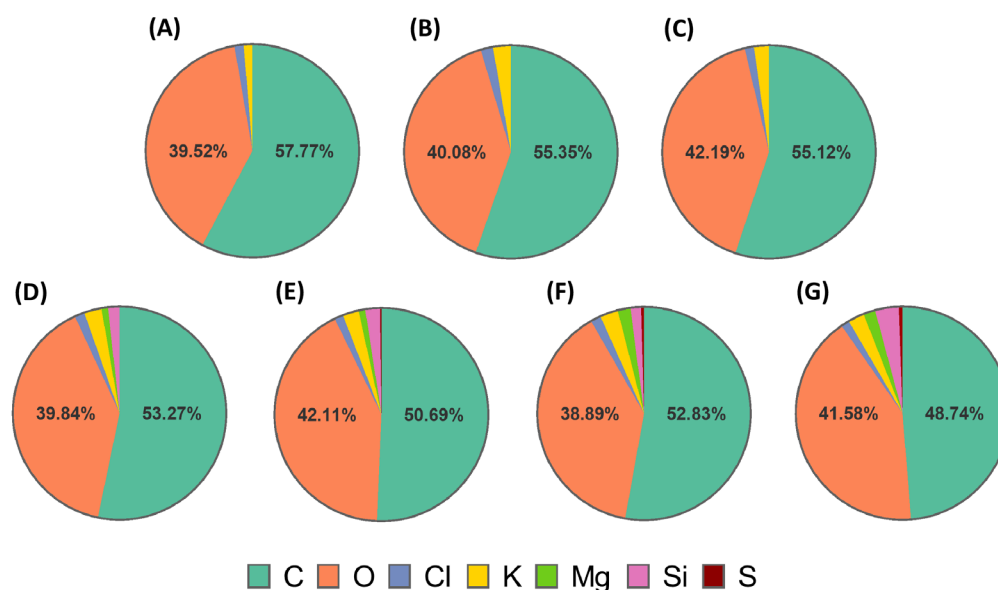 (A) (B) (C)
39.52% 57.77% 40.08% 55.35% 42.19% 55.12%
(D) (E) (F) (G)
39.84% 53.27% 42.11% 50.69% 38.89% 52.83% 41.58% 48.74%
C O Cl K Mg Si S